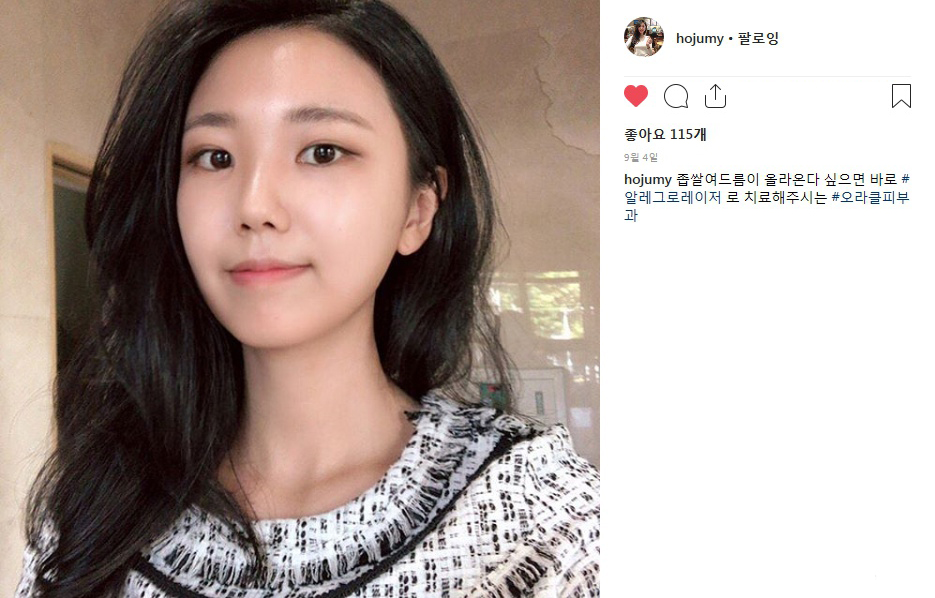 hojumy • 팔로잉
좋아요 115개
9월 4일
hojumy 좁쌀여드름이 올라온다 싶으면 바로 #
알레그로레이저 로 치료해주시는 #오라클피부
과